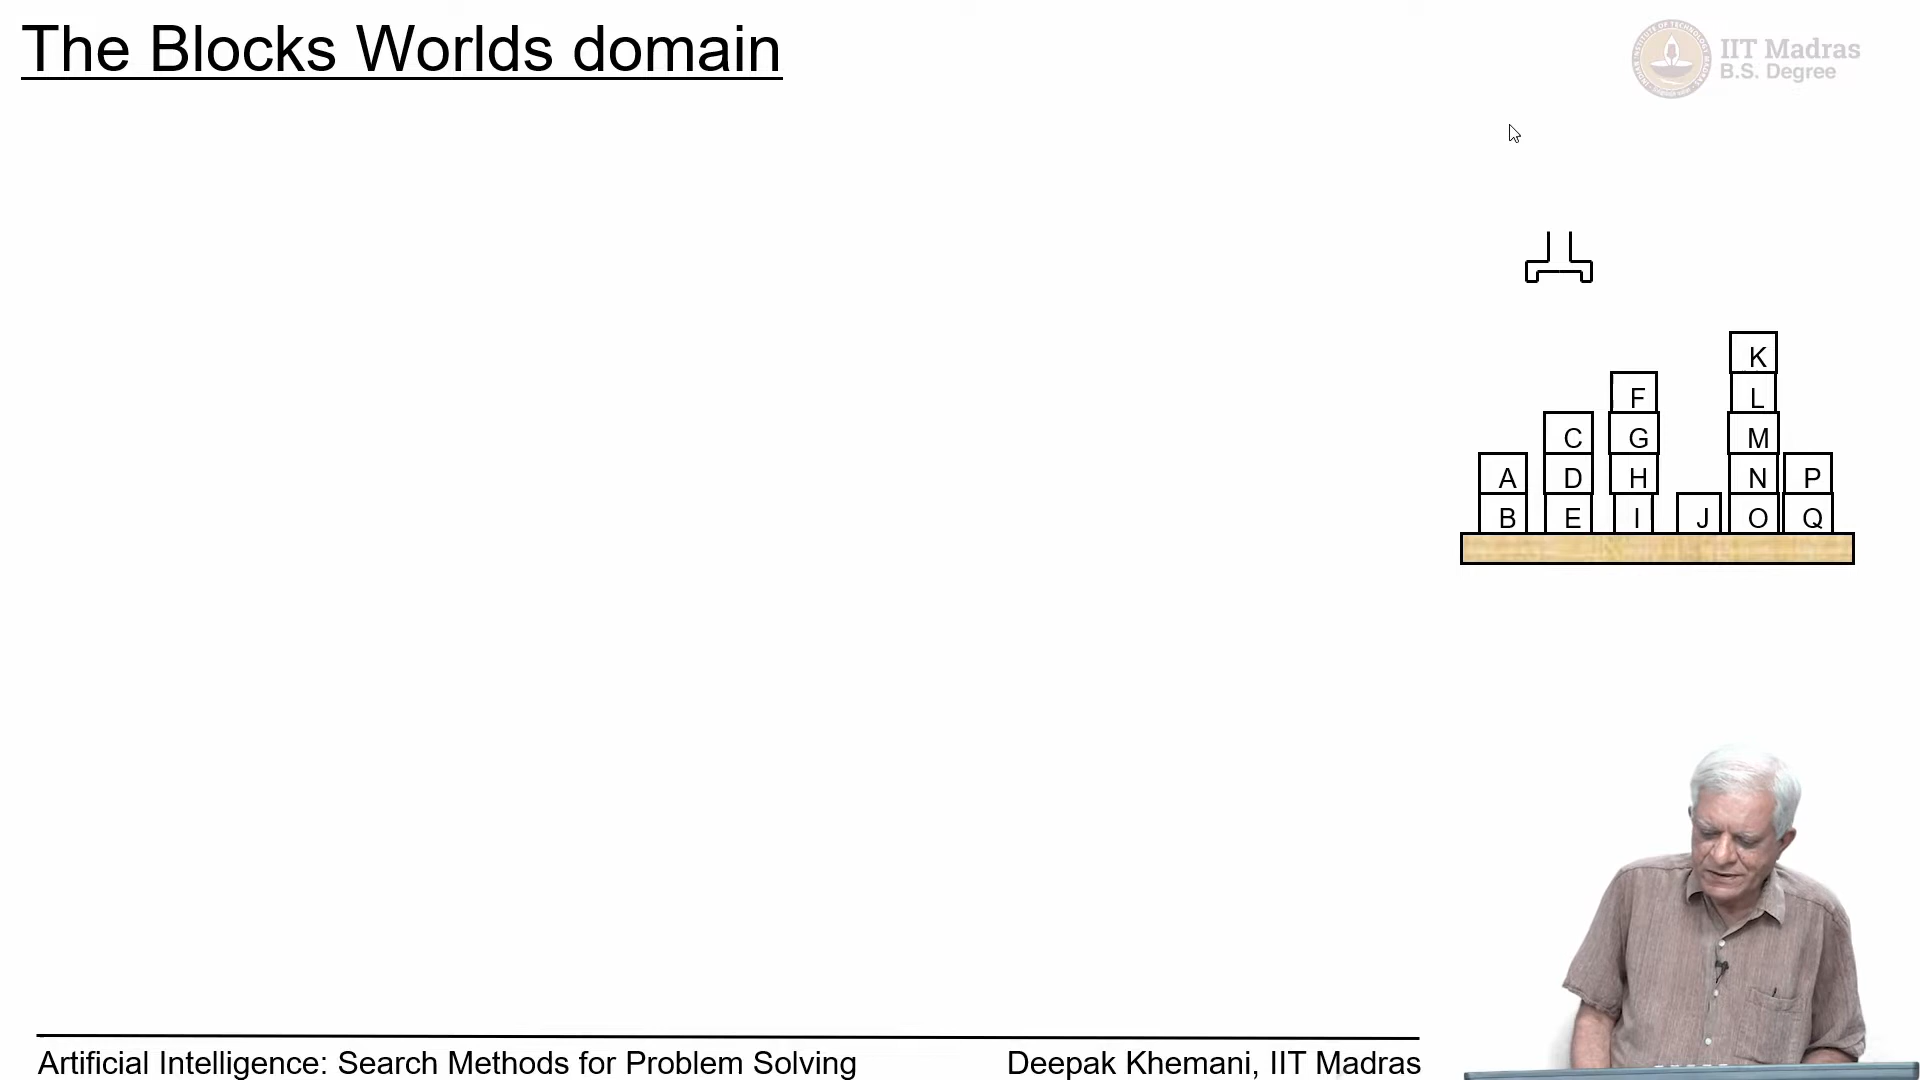 The Blocks Worlds domain
IIT Madras
B.S. Degree
K
F L
C G M
A D H N P
B E I J O Q
Artificial Intelligence: Search Methods for Problem Solving
Deepak Khemani, IIT Madras